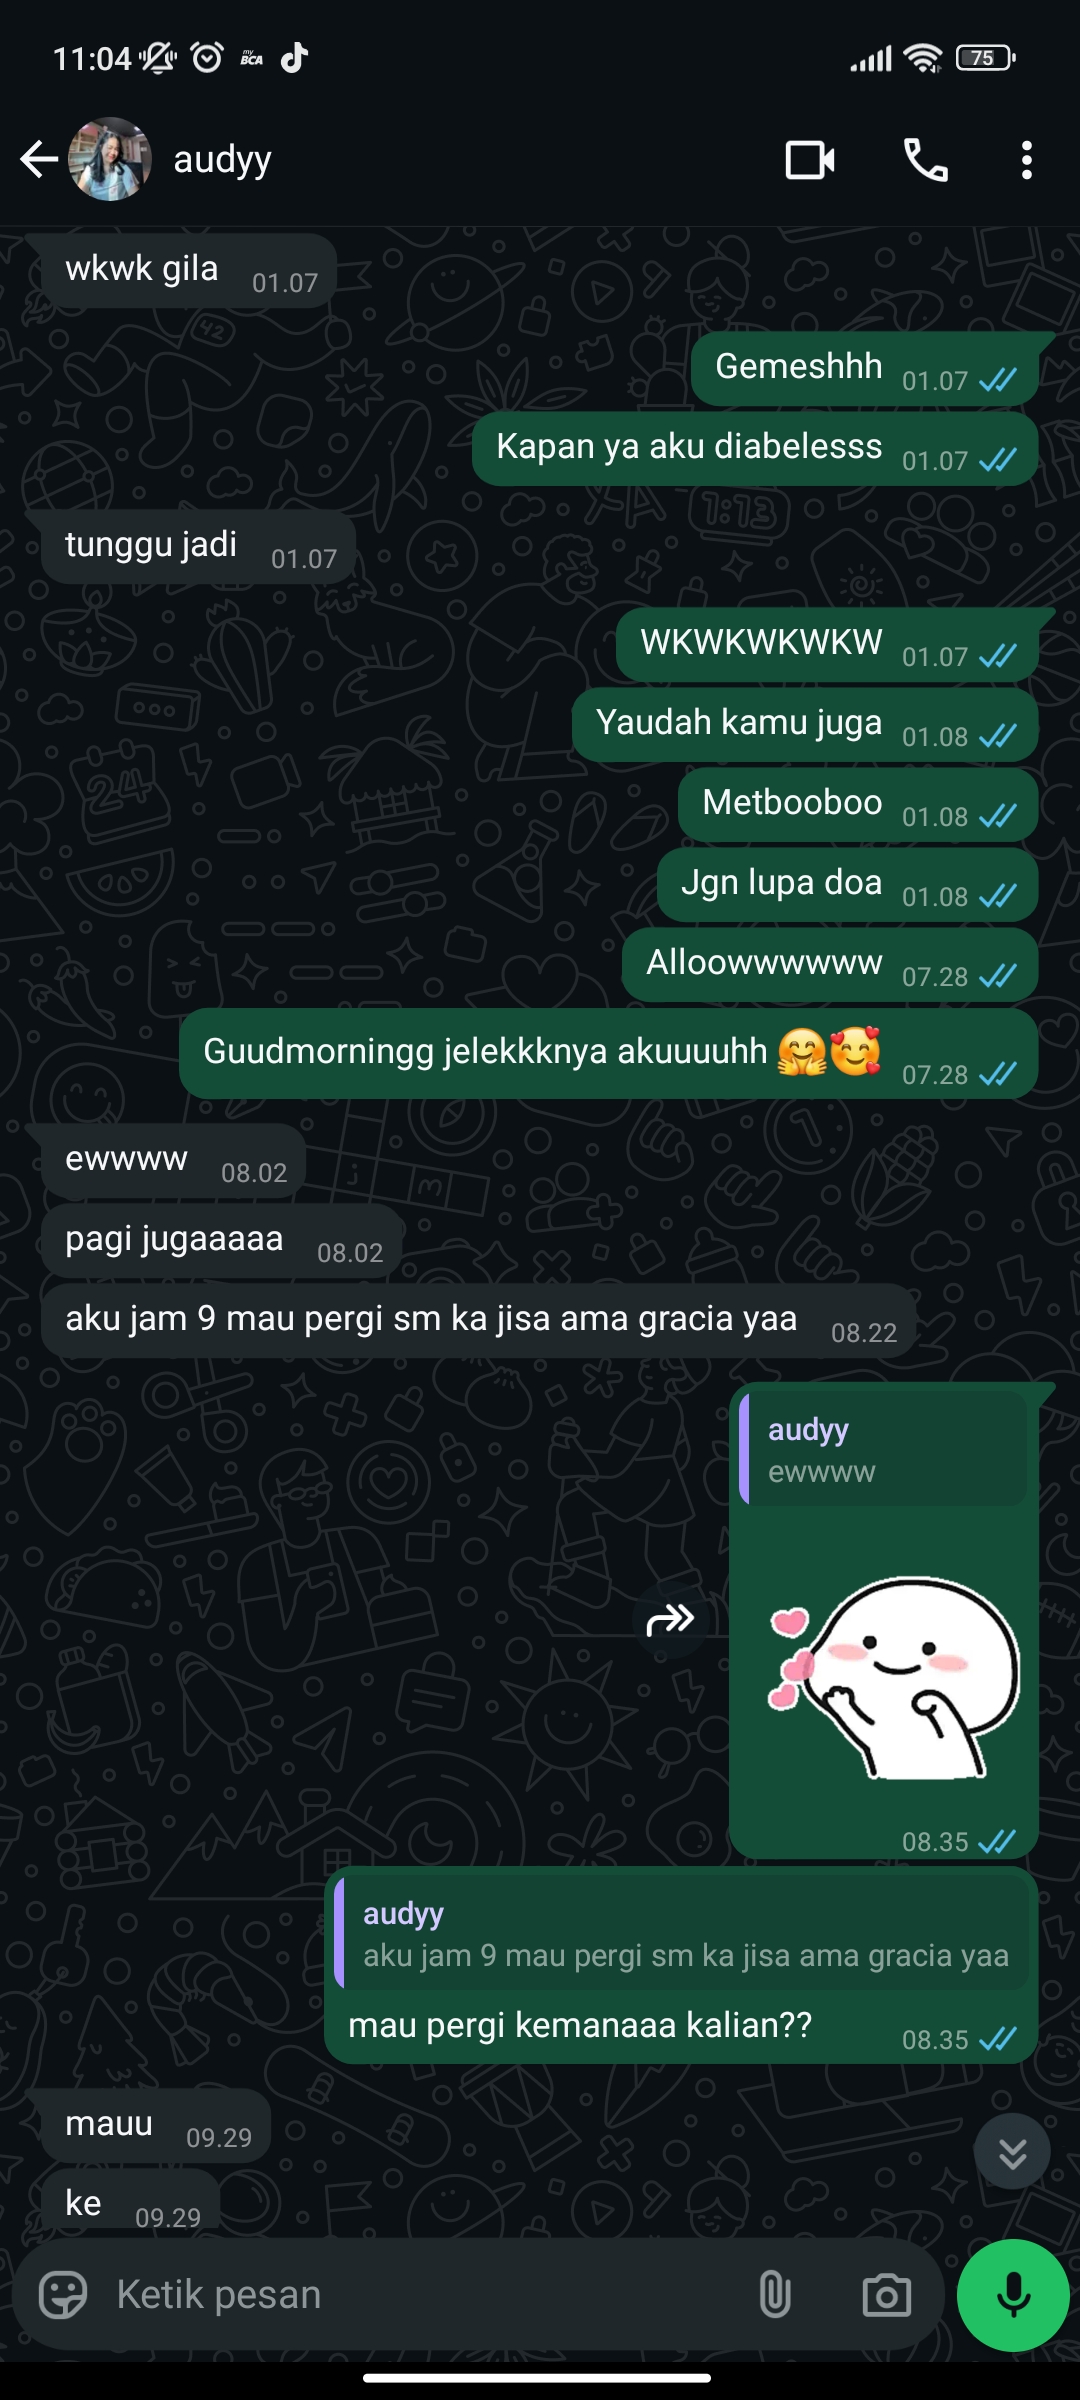 11:04 my BCA 75
audyy
wkwk gila 01.07
Gemeshhh 01.07
Kapan ya aku diabelesss 01.07
tunggu jadi 01.07
WKWKWKWKW 01.07
Yaudah kamu juga 01.08
Metbooboo 01.08
Jgn lupa doa 01.08
Alloowwwwww 07.28
Guudmorningg jelekkknya akuuuuhh 🤗🥰 07.28
ewwww 08.02
pagi jugaaaaa 08.02
aku jam 9 mau pergi sm ka jisa ama gracia yaa 08.22
audyy
ewwww
08.35
audyy
aku jam 9 mau pergi sm ka jisa ama gracia yaa
mau pergi kemanaaa kalian?? 08.35
mauu 09.29
ke 09.29
Ketik pesan